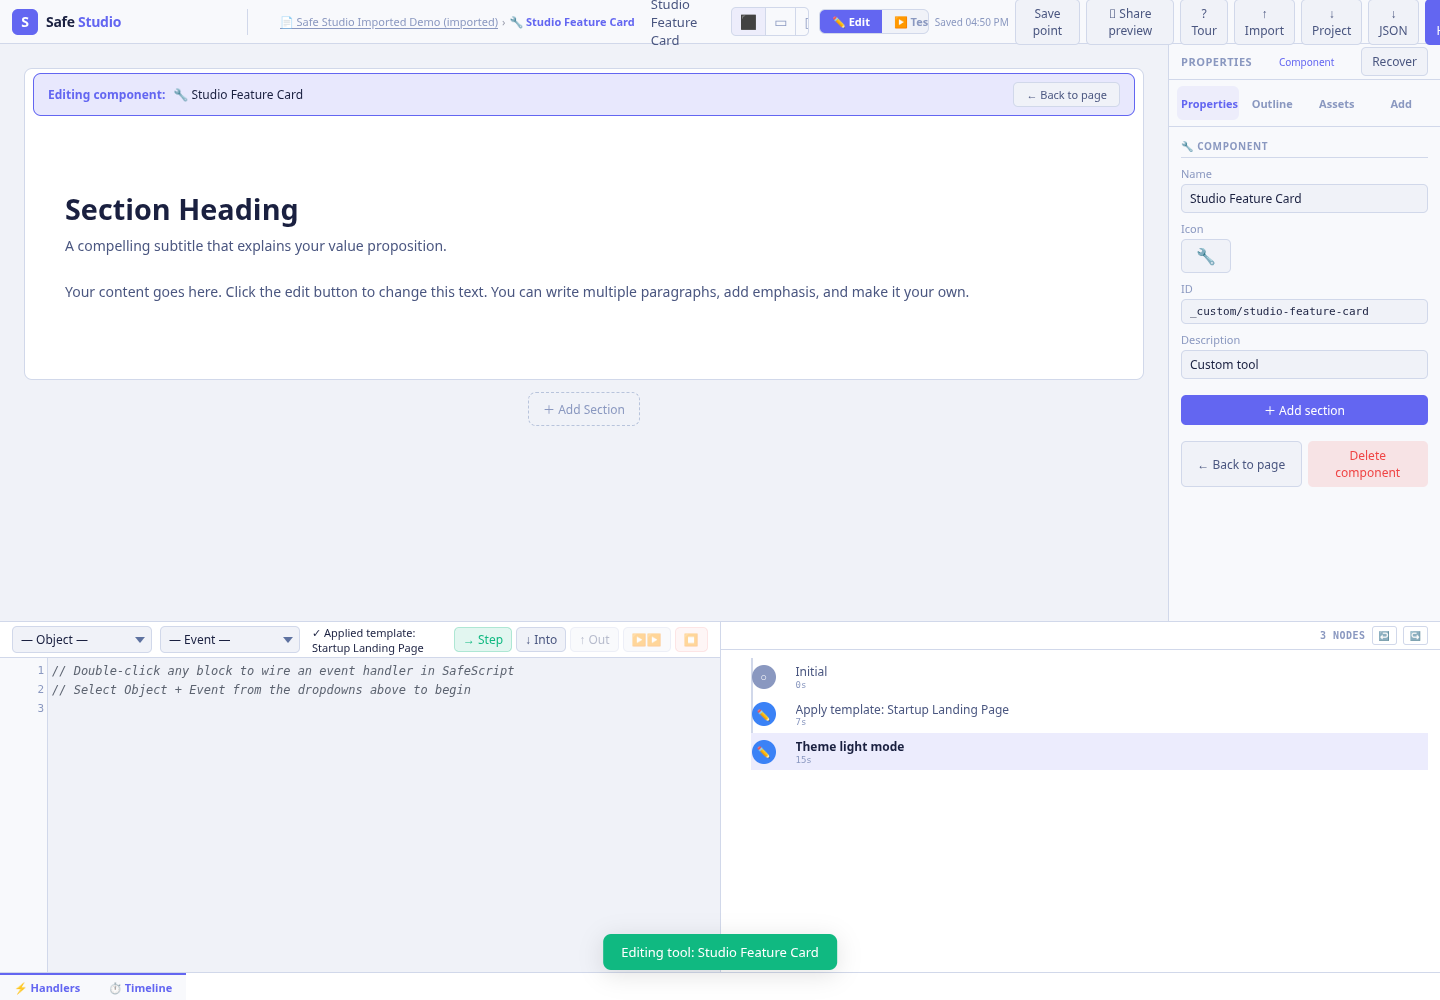 S Safe Studio
📄 Safe Studio Imported Demo (imported) › 🔧 Studio Feature Card
Studio
Feature
Card
✏️ Edit
▶️ Tes
Saved 04:50 PM
Save
point
Share
preview
?
Tour
↑
Import
↓
Project
↓
JSON
Editing component: 🔧 Studio Feature Card
← Back to page
Section Heading
A compelling subtitle that explains your value proposition.
Your content goes here. Click the edit button to change this text. You can write multiple paragraphs, add emphasis, and make it your own.
+ Add Section
PROPERTIES
Component
Recover
Properties
Outline
Assets
Add
🔧 COMPONENT
Name
Studio Feature Card
Icon
🔧
ID
_custom/studio-feature-card
Description
Custom tool
+ Add section
← Back to page
Delete
component
— Object —
— Event —
✓ Applied template:
Startup Landing Page
→ Step
↓ Into
↑ Out
1 // Double-click any block to wire an event handler in SafeScript
2 // Select Object + Event from the dropdowns above to begin
3
3 NODES
Initial
0s
Apply template: Startup Landing Page
7s
Theme light mode
15s
Editing tool: Studio Feature Card
⚡ Handlers
⏱️ Timeline